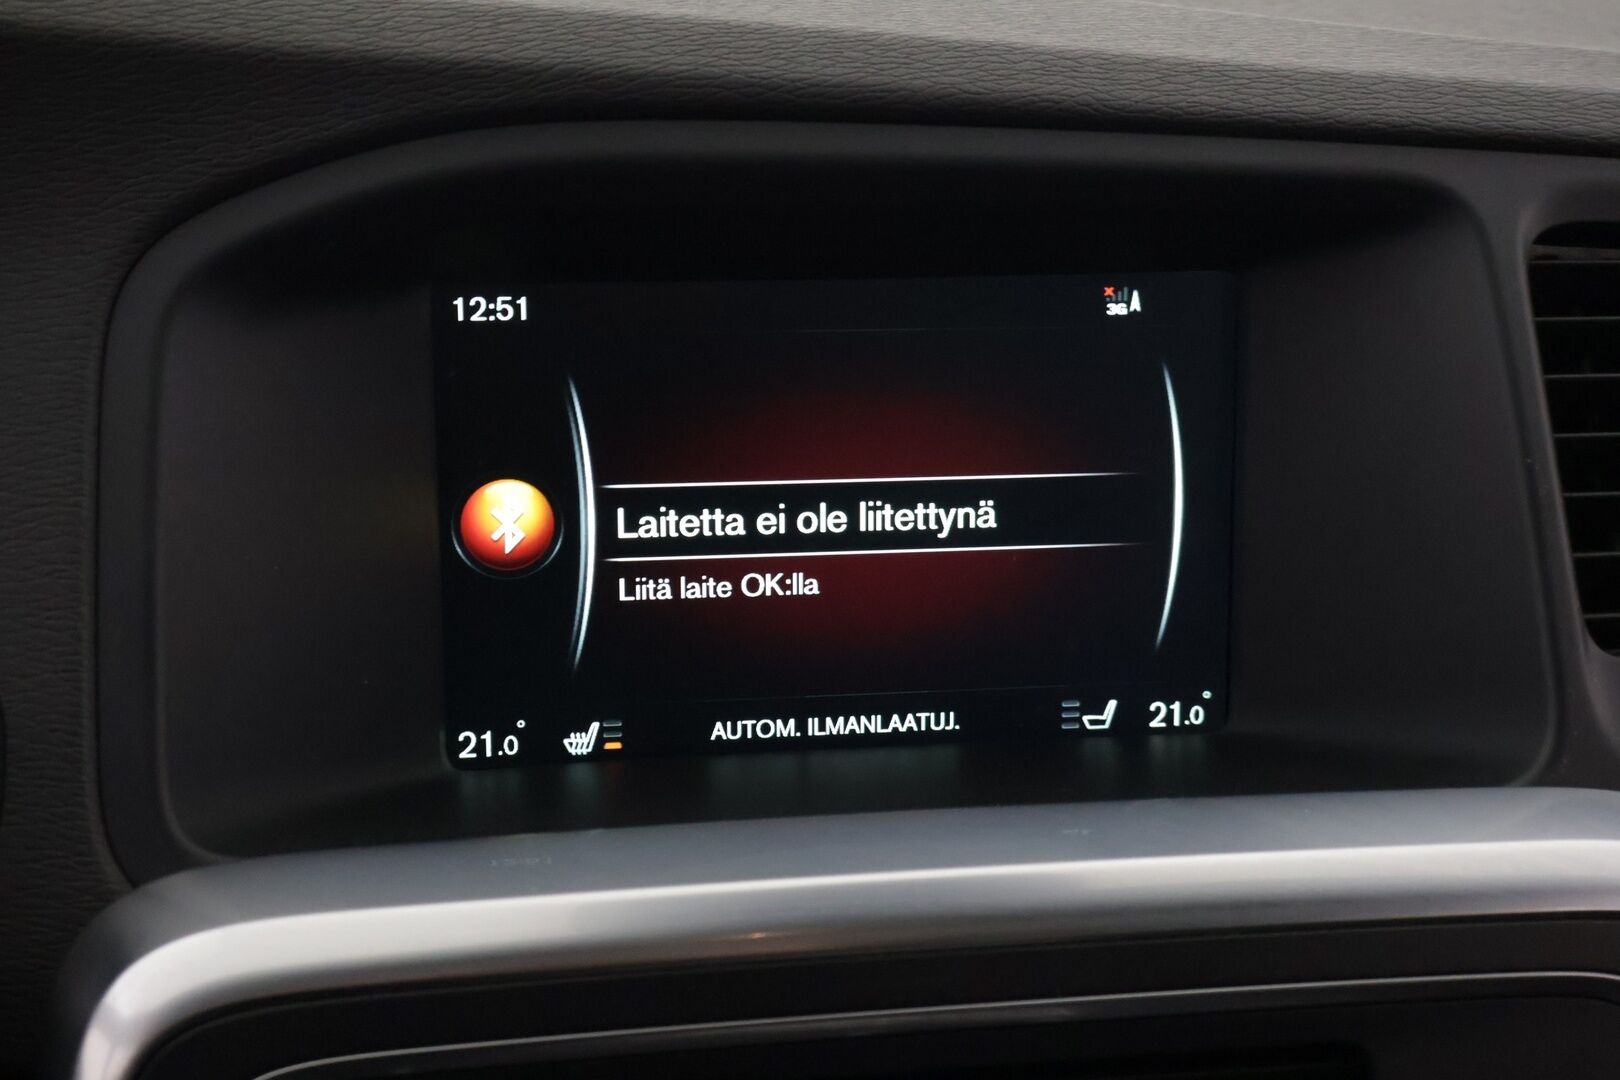 12:51
3G
Laitetta ei ole liitettynä
Liitä laite OK:lla
21.0°
AUTOM. ILMANLAATUJ.
21.0°